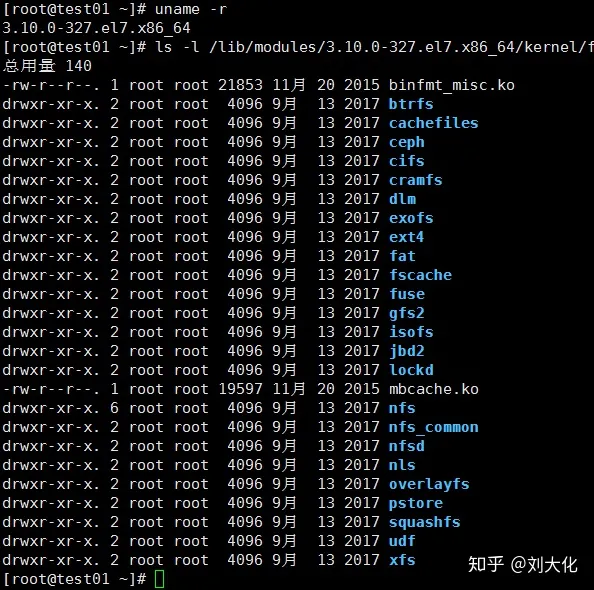 [root@test01 ~]# uname -r
3.10.0-327.el7.x86_64
[root@test01 ~]# ls -l /lib/modules/3.10.0-327.el7.x86_64/kernel/f
总用量 140
-rw-r--r--. 1 root root 21853 11月 20 2015 binfmt_misc.ko
drwxr-xr-x. 2 root root  4096 9月  13 2017 btrfs
drwxr-xr-x. 2 root root  4096 9月  13 2017 cachefiles
drwxr-xr-x. 2 root root  4096 9月  13 2017 ceph
drwxr-xr-x. 2 root root  4096 9月  13 2017 cifs
drwxr-xr-x. 2 root root  4096 9月  13 2017 cramfs
drwxr-xr-x. 2 root root  4096 9月  13 2017 dlm
drwxr-xr-x. 2 root root  4096 9月  13 2017 exofs
drwxr-xr-x. 2 root root  4096 9月  13 2017 ext4
drwxr-xr-x. 2 root root  4096 9月  13 2017 fat
drwxr-xr-x. 2 root root  4096 9月  13 2017 fscache
drwxr-xr-x. 2 root root  4096 9月  13 2017 fuse
drwxr-xr-x. 2 root root  4096 9月  13 2017 gfs2
drwxr-xr-x. 2 root root  4096 9月  13 2017 isofs
drwxr-xr-x. 2 root root  4096 9月  13 2017 jbd2
drwxr-xr-x. 2 root root  4096 9月  13 2017 lockd
-rw-r--r--. 1 root root 19597 11月 20 2015 mbcache.ko
drwxr-xr-x. 6 root root  4096 9月  13 2017 nfs
drwxr-xr-x. 2 root root  4096 9月  13 2017 nfs_common
drwxr-xr-x. 2 root root  4096 9月  13 2017 nfsd
drwxr-xr-x. 2 root root  4096 9月  13 2017 nls
drwxr-xr-x. 2 root root  4096 9月  13 2017 overlayfs
drwxr-xr-x. 2 root root  4096 9月  13 2017 pstore
drwxr-xr-x. 2 root root  4096 9月  13 2017 squashfs
drwxr-xr-x. 2 root root  4096 9月  13 2017 udf
drwxr-xr-x. 2 root root  4096 9月  13 2017 xfs
[root@test01 ~]#
知乎 @刘大化